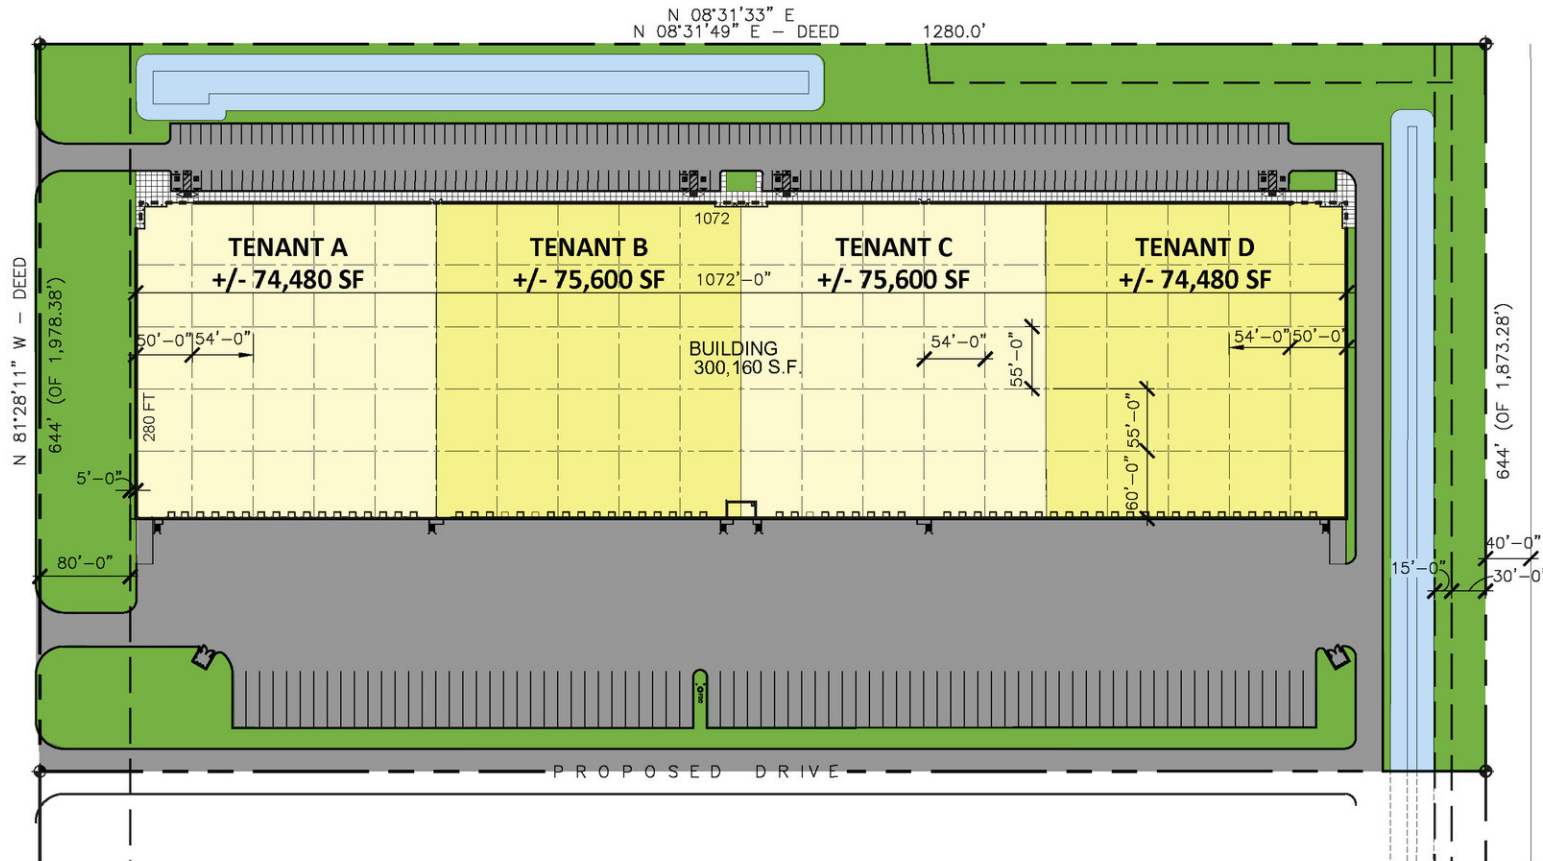 N 08°31'33" E
N 08°31'49" E - DEED
1280.0'
1072
TENANT A
+/- 74,480 SF
TENANT B
+/- 75,600 SF
TENANT C
+/- 75,600 SF
TENANT D
+/- 74,480 SF
1072'-0"
50'-0"
54'-0"
BUILDING
300,160 S.F.
54'-0"
55'-0"
54'-0"
50'-0"
N 81°28'11" W - DEED
644' (OF 1,978.38')
280 FT
55'-0"
60'-0"
644' (OF 1,873.28')
5'-0"
80'-0"
40'-0"
15'-0"
30'-0"
PROPOSED DRIVE